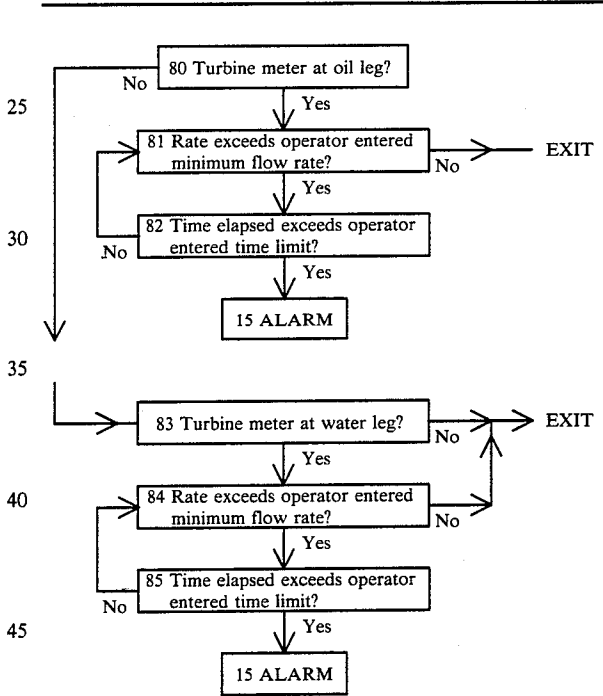 80 Turbine meter at oil leg?
No
25
Yes
81 Rate exceeds operator entered
minimum flow rate?
EXIT
No
Yes
30
82 Time elapsed exceeds operator
entered time limit?
.No
Yes
15 ALARM
35
83 Turbine meter at water leg?
EXIT
No
Yes
40
84 Rate exceeds operator entered
minimum flow rate?
No
Yes
85 Time elapsed exceeds operator
entered time limit?
No
45
Yes
15 ALARM